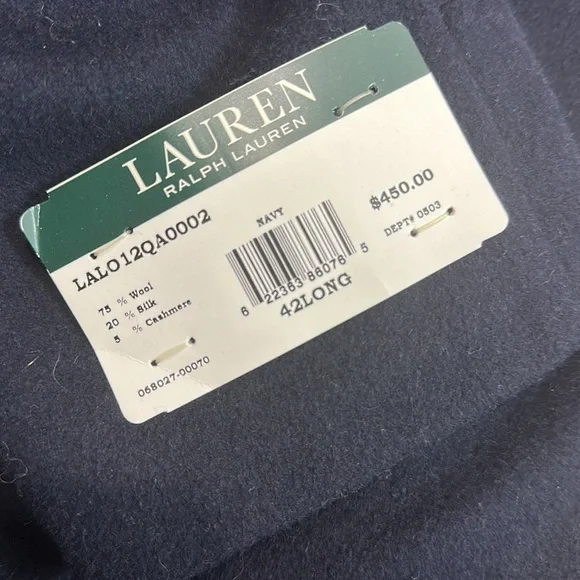 LAUREN
RALPH LAUREN
LALO12QA0002
NAVY
$450.00
DEPT# 0503
75 % Wool
20 % Silk
5 % Cashmere
6 22363 86076 5
42LONG
068027-00070